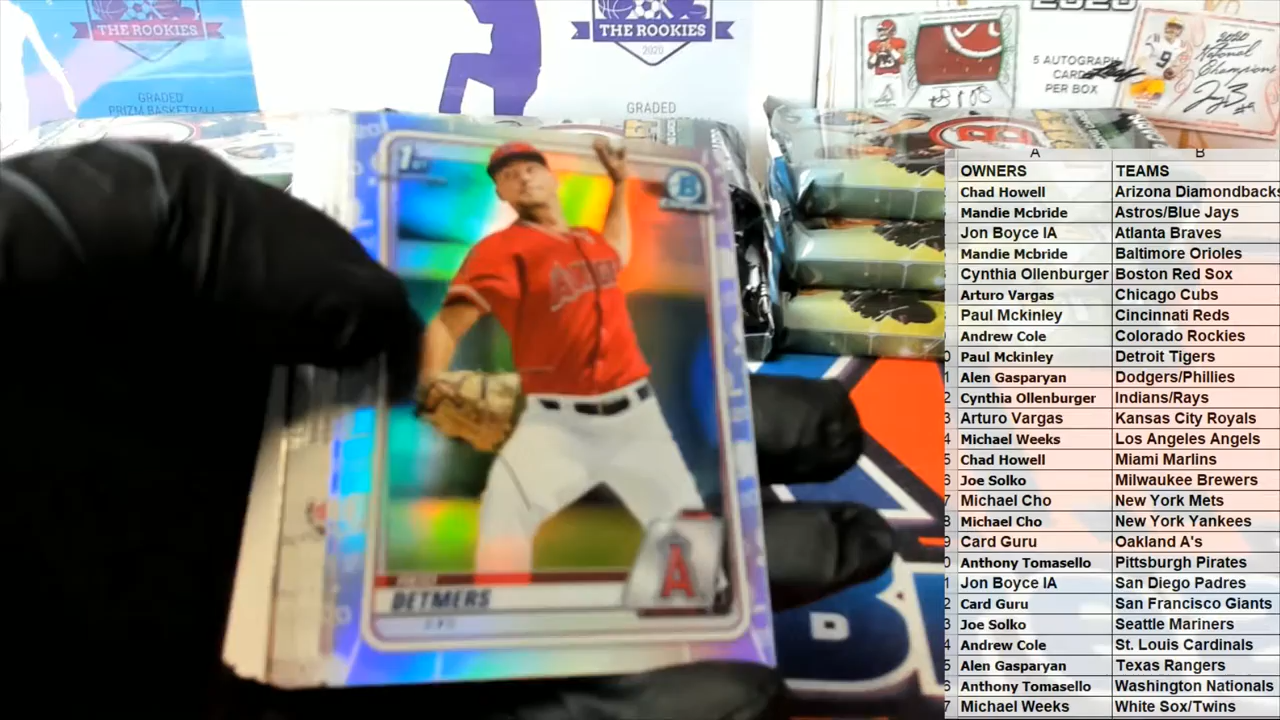 THE ROOKIES
GRADED
PRIZM BASKETBALL
THE ROOKIES
2020
GRADED
2020
5 AUTOGRAPH
CARDS
PER BOX
2020
National
Champions
1st
B
ANGELS
DETMERS
A
A B
OWNERS TEAMS
Chad Howell Arizona Diamondback
Mandie Mcbride Astros/Blue Jays
Jon Boyce IA Atlanta Braves
Mandie Mcbride Baltimore Orioles
Cynthia Ollenburger Boston Red Sox
Arturo Vargas Chicago Cubs
Paul Mckinley Cincinnati Reds
Andrew Cole Colorado Rockies
Paul Mckinley Detroit Tigers
Alen Gasparyan Dodgers/Phillies
Cynthia Ollenburger Indians/Rays
Arturo Vargas Kansas City Royals
Michael Weeks Los Angeles Angels
Chad Howell Miami Marlins
Joe Solko Milwaukee Brewers
Michael Cho New York Mets
Michael Cho New York Yankees
Card Guru Oakland A's
Anthony Tomasello Pittsburgh Pirates
Jon Boyce IA San Diego Padres
Card Guru San Francisco Giants
Joe Solko Seattle Mariners
Andrew Cole St. Louis Cardinals
Alen Gasparyan Texas Rangers
Anthony Tomasello Washington Nationals
Michael Weeks White Sox/Twins